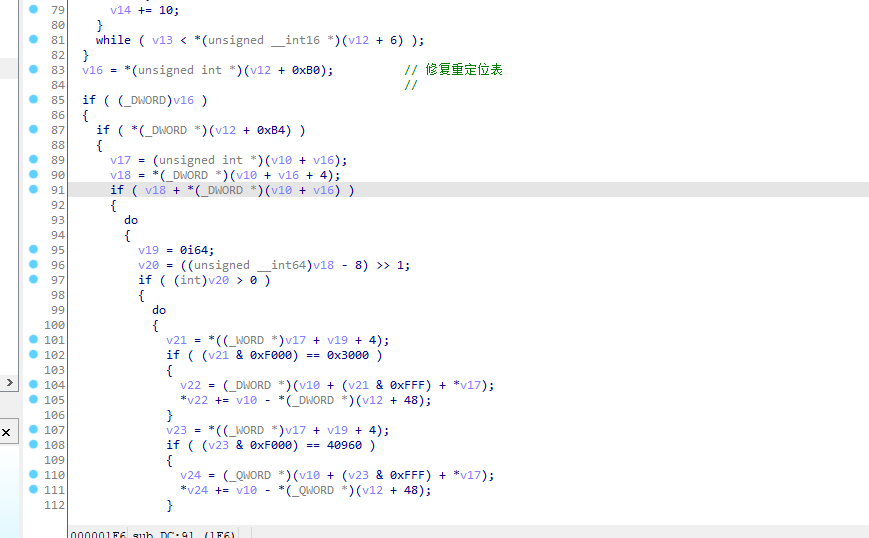 79 v14 += 10;
80 }
81 while ( v13 < *(unsigned __int16 *)(v12 + 6) );
82 }
83 v16 = *(unsigned int *)(v12 + 0xB0); // 修复重定位表
84 //
85 if ( (_DWORD)v16 )
86 {
87 if ( *(_DWORD *)(v12 + 0xB4) )
88 {
89 v17 = (unsigned int *)(v10 + v16);
90 v18 = *(_DWORD *)(v10 + v16 + 4);
91 if ( v18 + *(_DWORD *)(v10 + v16) )
92 {
93 do
94 {
95 v19 = 0i64;
96 v20 = ((unsigned __int64)v18 - 8) >> 1;
97 if ( (int)v20 > 0 )
98 {
99 do
100 {
101 v21 = *((_WORD *)v17 + v19 + 4);
102 if ( (v21 & 0xF000) == 0x3000 )
103 {
104 v22 = (_DWORD *)(v10 + (v21 & 0xFFF) + *v17);
105 *v22 += v10 - *(_DWORD *)(v12 + 48);
106 }
107 v23 = *((_WORD *)v17 + v19 + 4);
108 if ( (v23 & 0xF000) == 40960 )
109 {
110 v24 = (_QWORD *)(v10 + (v23 & 0xFFF) + *v17);
111 *v24 += v10 - *(_QWORD *)(v12 + 48);
112 }
000001F6 sub_DC:91 (1F6)